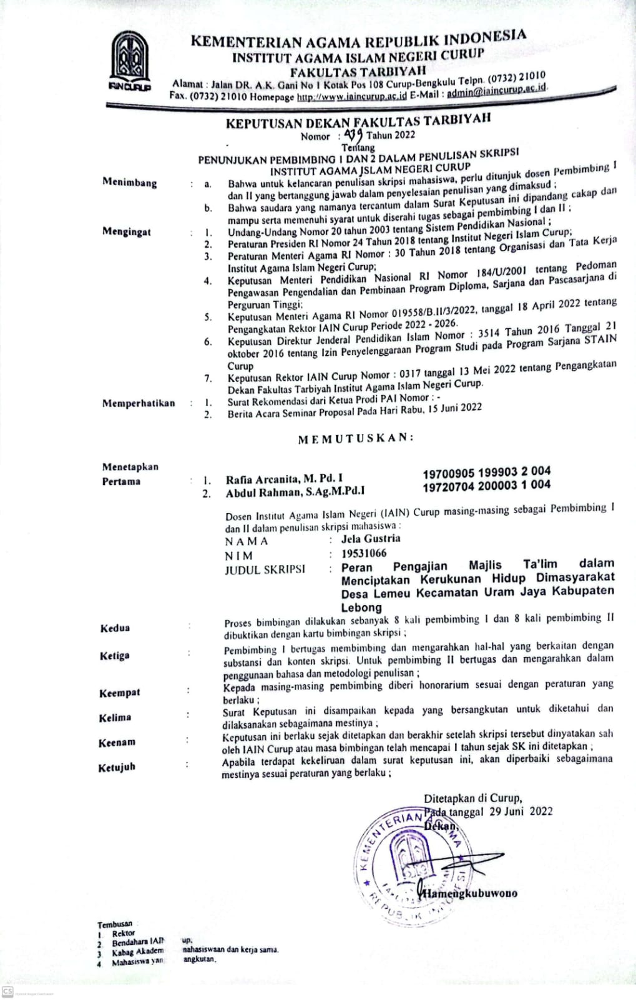 IAIN CURUP
KEMENTERIAN AGAMA REPUBLIK INDONESIA
INSTITUT AGAMA ISLAM NEGERI CURUP
FAKULTAS TARBIYAH
Alamat : Jalan DR. A.K. Gani No 1 Kotak Pos 108 Curup-Bengkulu Telpn. (0732) 21010
Fax. (0732) 21010 Homepage http://www.iaincurup.ac.id E-Mail : admin@iaincurup.ac.id.
KEPUTUSAN DEKAN FAKULTAS TARBIYAH
Nomor : 439 Tahun 2022
Tentang
PENUNJUKAN PEMBIMBING 1 DAN 2 DALAM PENULISAN SKRIPSI
INSTITUT AGAMA JSLAM NEGERI CURUP
Menimbang : a. Bahwa untuk kelancaran penulisan skripsi mahasiswa, perlu ditunjuk dosen Pembimbing I
dan II yang bertanggung jawab dalam penyelesaian penulisan yang dimaksud ;
b. Bahwa saudara yang namanya tercantum dalam Surat Keputusan ini dipandang cakap dan
mampu serta memenuhi syarat untuk diserahi tugas sebagai pembimbing I dan II ;
Mengingat : 1. Undang-Undang Nomor 20 tahun 2003 tentang Sistem Pendidikan Nasional ;
2. Peraturan Presiden RI Nomor 24 Tahun 2018 tentang Institut Negeri Islam Curup;
3. Peraturan Menteri Agama RI Nomor : 30 Tahun 2018 tentang Organisasi dan Tata Kerja
Institut Agama Islam Negeri Curup;
4. Keputusan Menteri Pendidikan Nasional RI Nomor 184/U/2001 tentang Pedoman
Pengawasan Pengendalian dan Pembinaan Program Diploma, Sarjana dan Pascasarjana di
Perguruan Tinggi;
5. Keputusan Menteri Agama RI Nomor 019558/B.II/3/2022, tanggal 18 April 2022 tentang
Pengangkatan Rektor IAIN Curup Periode 2022 - 2026.
6. Keputusan Direktur Jenderal Pendidikan Islam Nomor : 3514 Tahun 2016 Tanggal 21
oktober 2016 tentang Izin Penyelenggaraan Program Studi pada Program Sarjana STAIN
Curup
7. Keputusan Rektor IAIN Curup Nomor : 0317 tanggal 13 Mei 2022 tentang Pengangkatan
Dekan Fakultas Tarbiyah Institut Agama Islam Negeri Curup.
Memperhatikan : 1. Surat Rekomendasi dari Ketua Prodi PAI Nomor : -
2. Berita Acara Seminar Proposal Pada Hari Rabu, 15 Juni 2022
MEMUTUSKAN:
Menetapkan
Pertama : 1. Rafia Arcanita, M. Pd. I 19700905 199903 2 004
2. Abdul Rahman, S.Ag.M.Pd.I 19720704 200003 1 004
Dosen Institut Agama Islam Negeri (IAIN) Curup masing-masing sebagai Pembimbing I
dan II dalam penulisan skripsi mahasiswa :
NAMA : Jela Gustria
NIM : 19531066
JUDUL SKRIPSI : Peran Pengajian Majlis Ta'lim dalam
Menciptakan Kerukunan Hidup Dimasyarakat
Desa Lemeu Kecamatan Uram Jaya Kabupaten
Lebong
Kedua : Proses bimbingan dilakukan sebanyak 8 kali pembimbing I dan 8 kali pembimbing II
dibuktikan dengan kartu bimbingan skripsi ;
Ketiga : Pembimbing I bertugas membimbing dan mengarahkan hal-hal yang berkaitan dengan
substansi dan konten skripsi. Untuk pembimbing II bertugas dan mengarahkan dalam
penggunaan bahasa dan metodologi penulisan ;
Keempat : Kepada masing-masing pembimbing diberi honorarium sesuai dengan peraturan yang
berlaku ;
Kelima : Surat Keputusan ini disampaikan kepada yang bersangkutan untuk diketahui dan
dilaksanakan sebagaimana mestinya ;
Keenam : Keputusan ini berlaku sejak ditetapkan dan berakhir setelah skripsi tersebut dinyatakan sah
oleh IAIN Curup atau masa bimbingan telah mencapai 1 tahun sejak SK ini ditetapkan ;
Ketujuh : Apabila terdapat kekeliruan dalam surat keputusan ini, akan diperbaiki sebagaimana
mestinya sesuai peraturan yang berlaku ;
Ditetapkan di Curup,
Pada tanggal 29 Juni 2022
Dekan,
KEMENTERIAN AGAMA
REPUBLIK INDONESIA
Hamengkubuwono
Tembusan :
1. Rektor
2. Bendahara IAIN up,
3. Kabag Akadem nahasiswaan dan kerja sama.
4. Mahasiswa yan angkutan.
CS